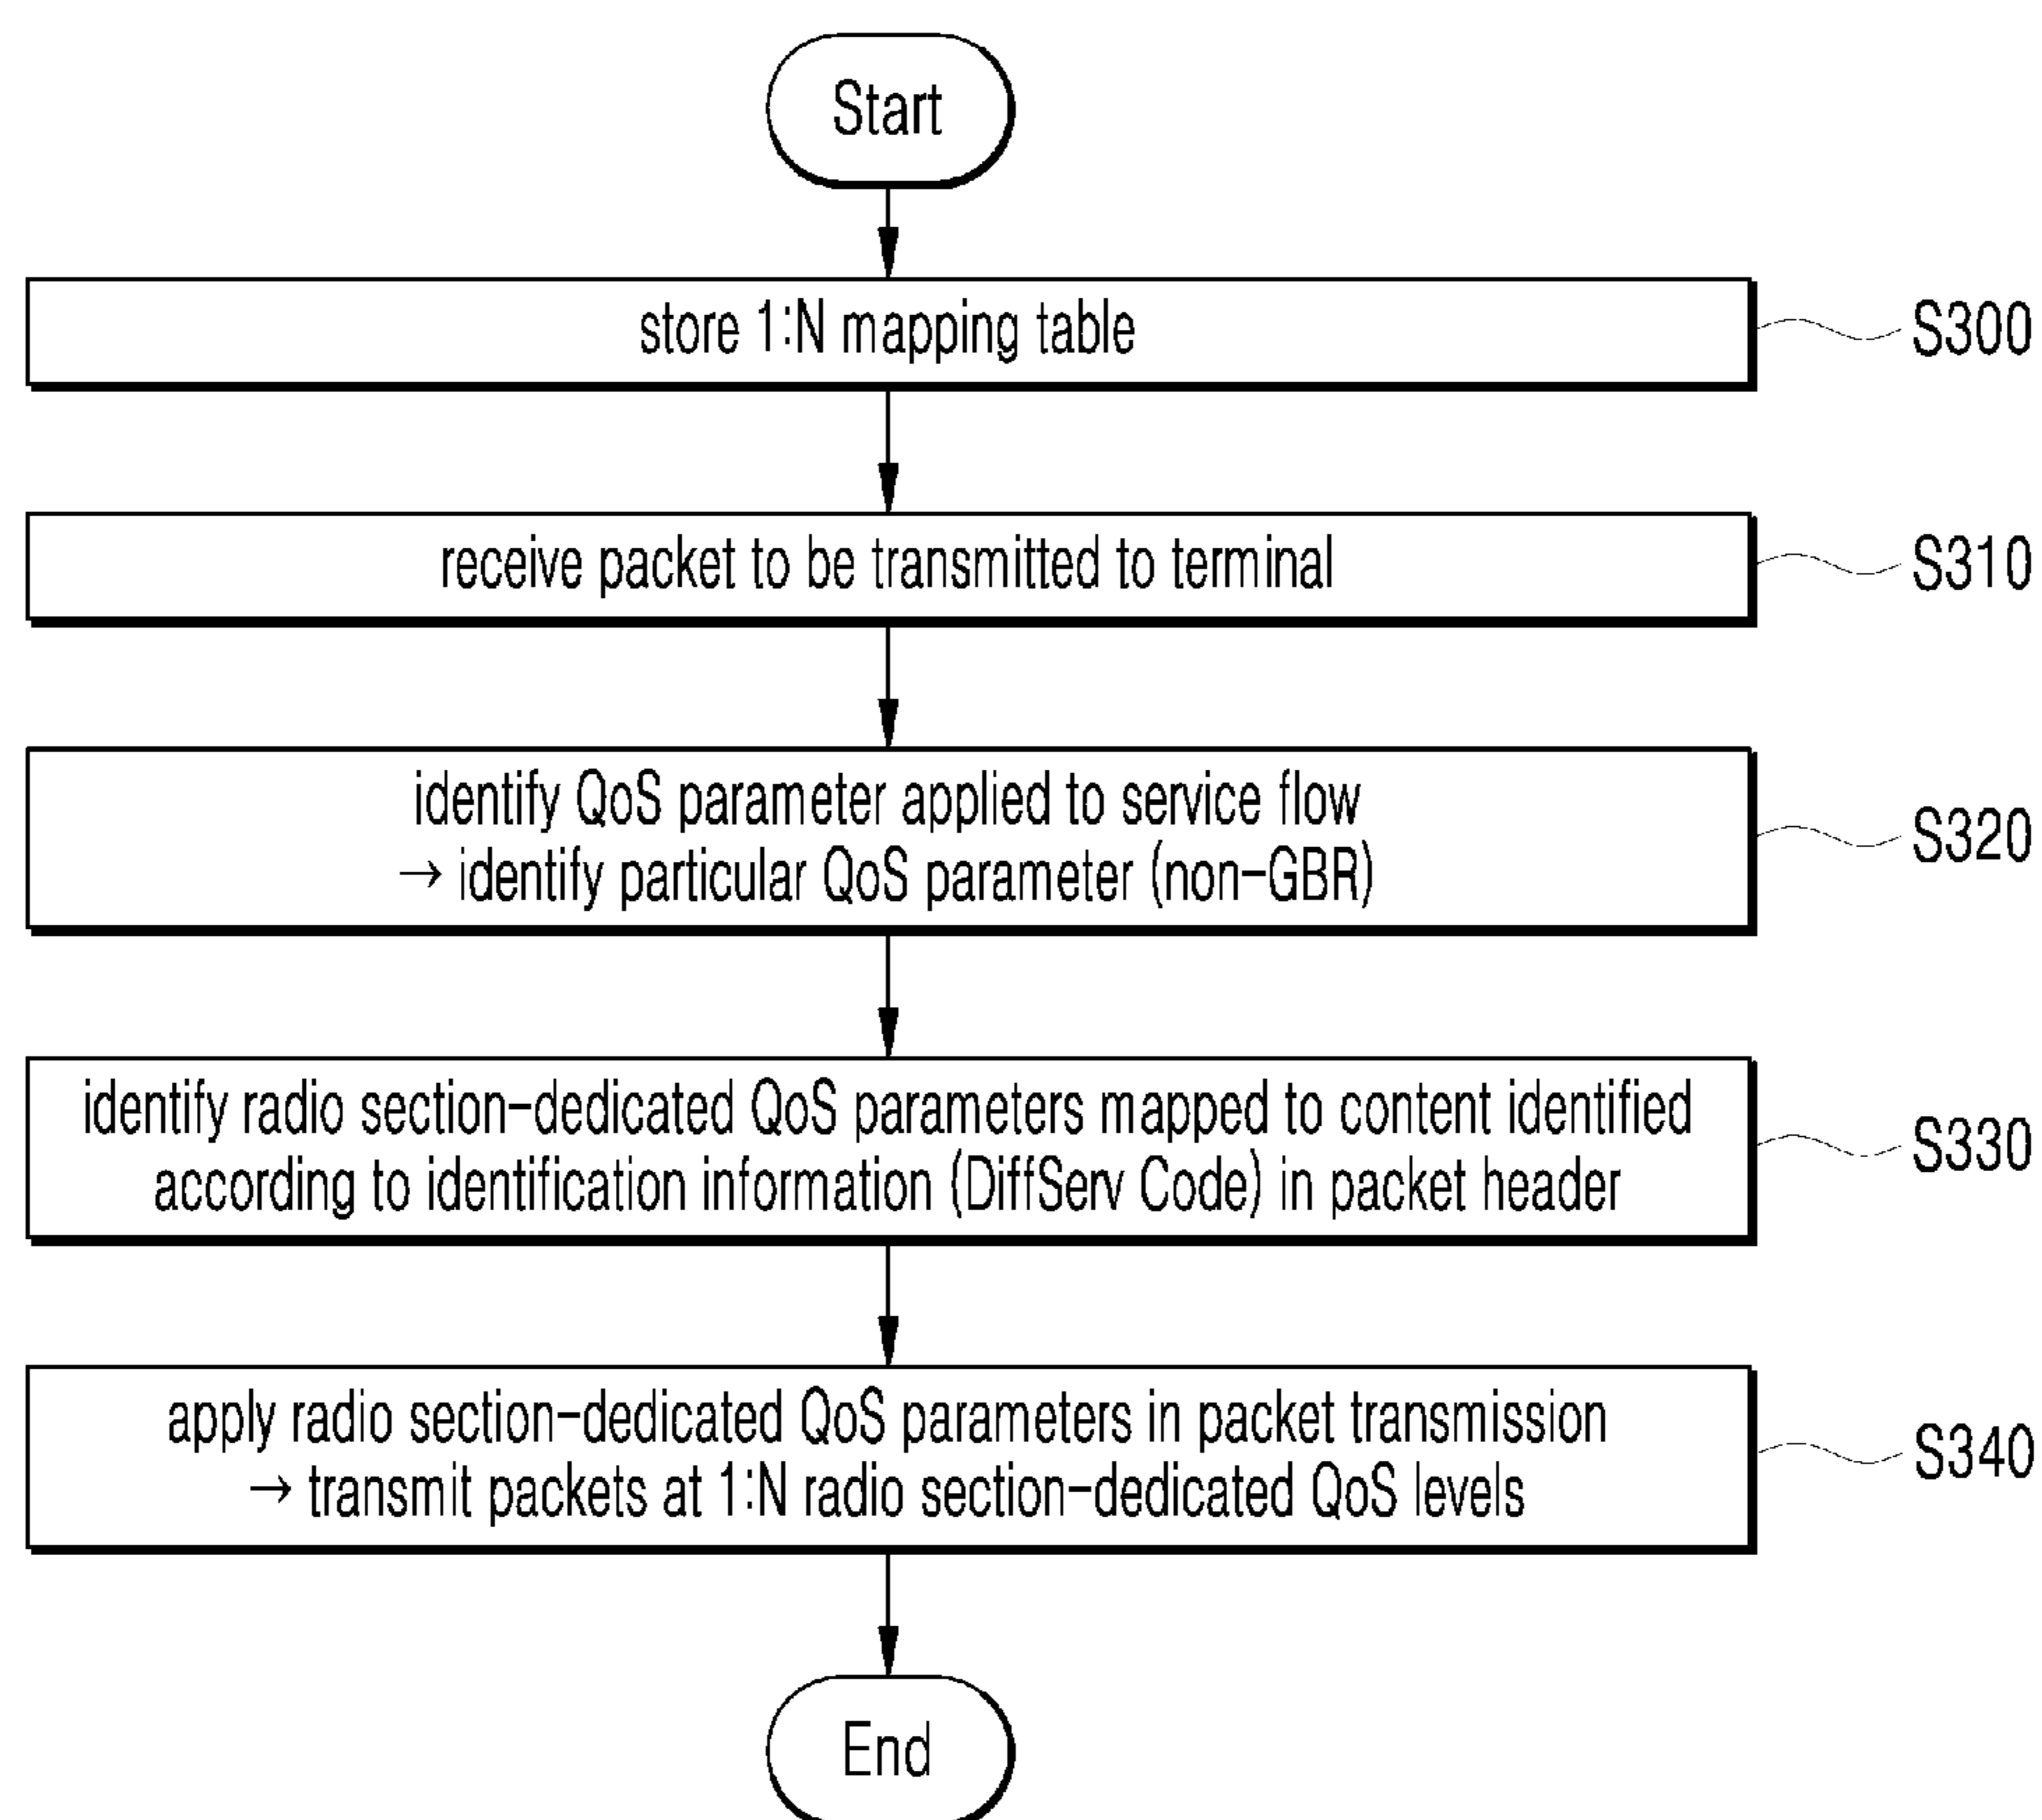 Start
store 1:N mapping table
S300
receive packet to be transmitted to terminal
S310
identify QoS parameter applied to service flow
→ identify particular QoS parameter (non-GBR)
S320
identify radio section-dedicated QoS parameters mapped to content identified
according to identification information (DiffServ Code) in packet header
S330
apply radio section-dedicated QoS parameters in packet transmission
→ transmit packets at 1:N radio section-dedicated QoS levels
S340
End